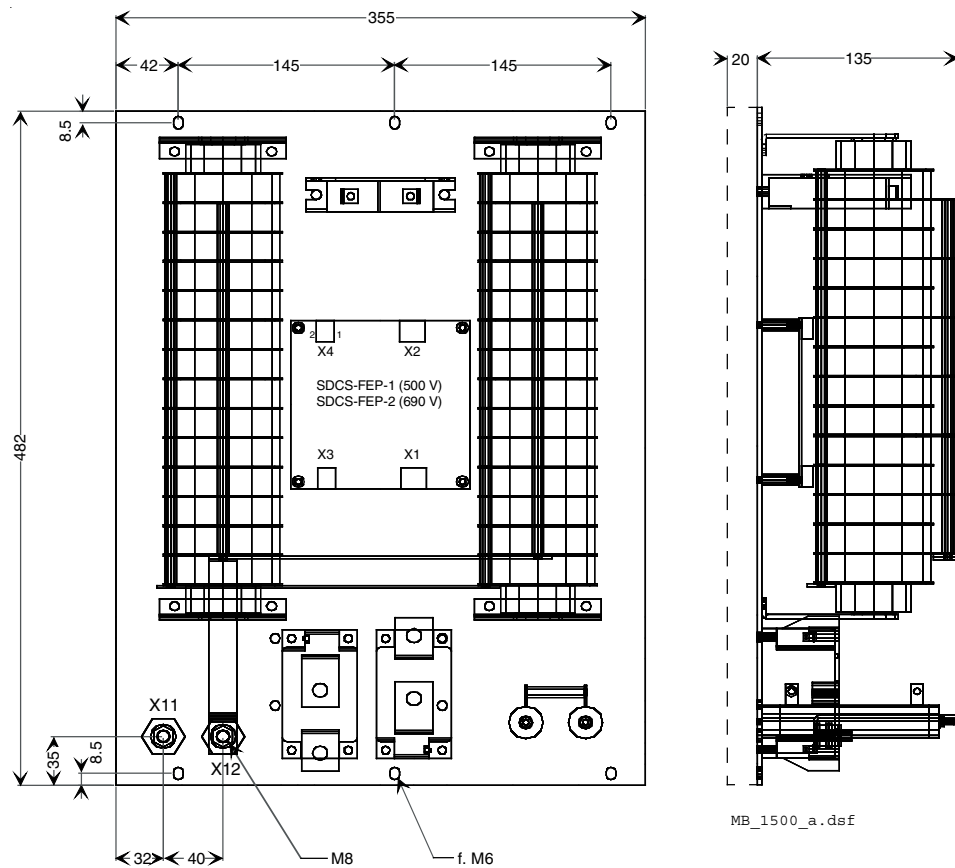 355
42
145
145
20
135
8.5
2
1
X4
X2
SDCS-FEP-1 (500 V)
SDCS-FEP-2 (690 V)
482
X3
X1
X11
X12
35
8.5
MB_1500_a.dsf
32
40
M8
f. M6